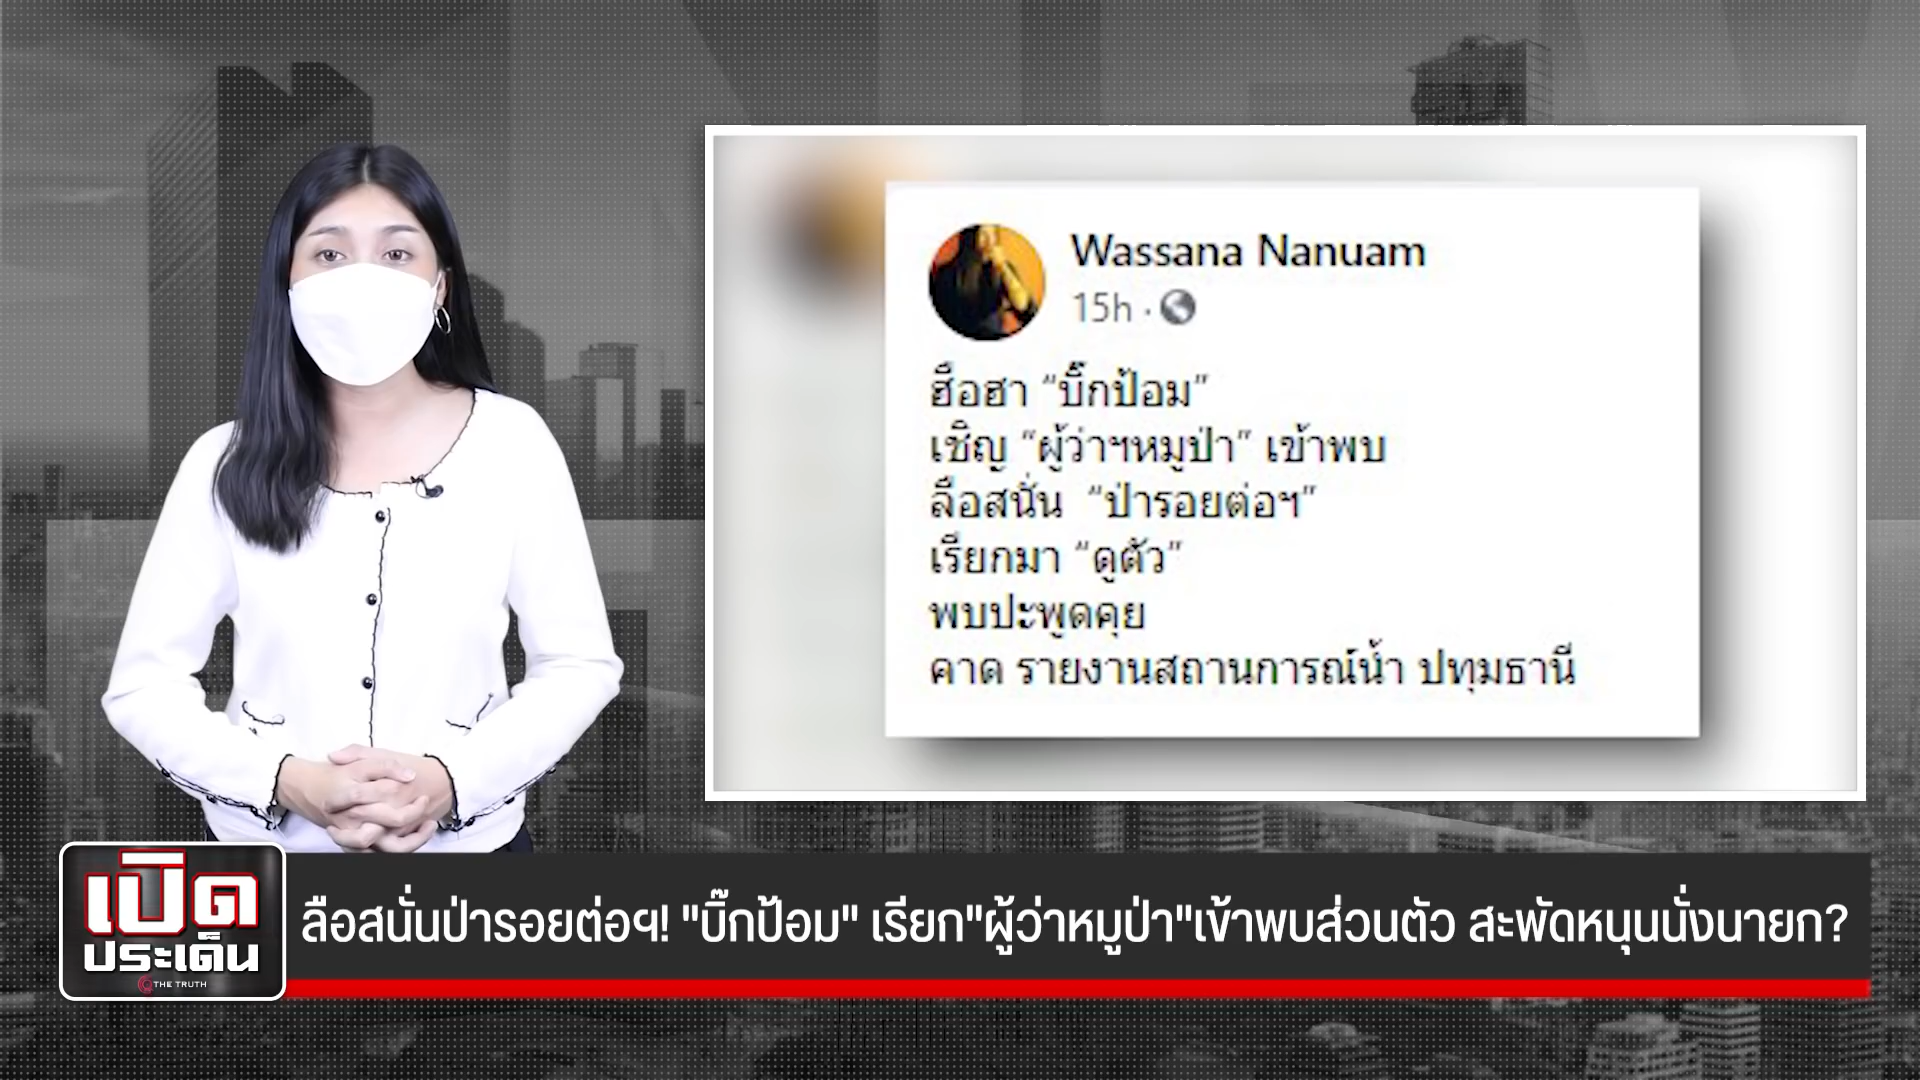 Wassana Nanuam
15h ·
ฮือฮา “บิ๊กป้อม”
เชิญ “ผู้ว่าฯหมูป่า” เข้าพบ
ลือสนั่น “ป่ารอยต่อฯ”
เรียกมา “ดูตัว”
พบปะพูดคุย
คาด รายงานสถานการณ์น้ำ ปทุมธานี
เปิด
ประเด็น
THE TRUTH
ลือสนั่นป่ารอยต่อฯ! "บิ๊กป้อม" เรียก"ผู้ว่าหมูป่า"เข้าพบส่วนตัว สะพัดหนุนนั่งนายก?